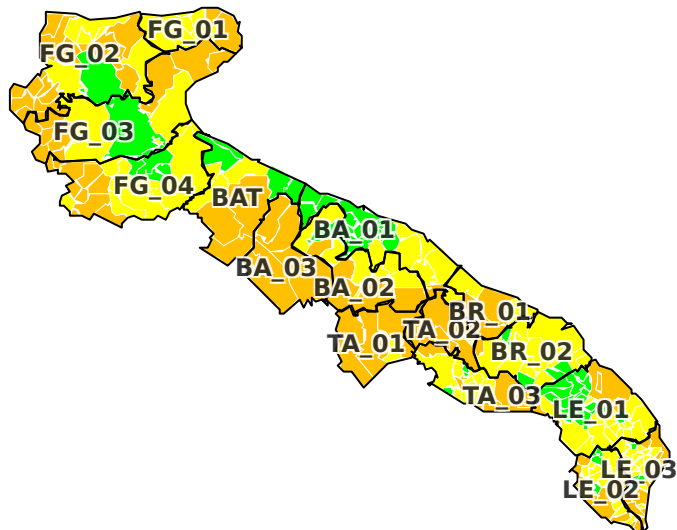 FG_01
FG_02
FG_03
FG_04
BAT
BA_01
BA_03
BA_02
BR_01
TA_02
TA_01
BR_02
TA_03
LE_01
LE_03
LE_02